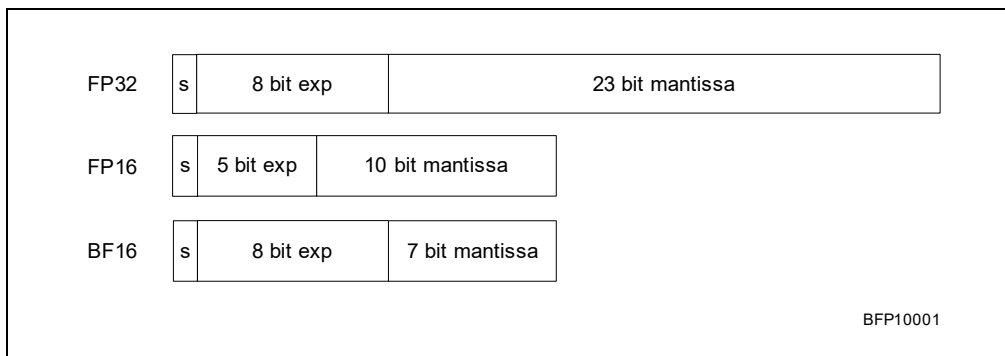 FP32 s 8 bit exp 23 bit mantissa
FP16 s 5 bit exp 10 bit mantissa
BF16 s 8 bit exp 7 bit mantissa
BFP10001